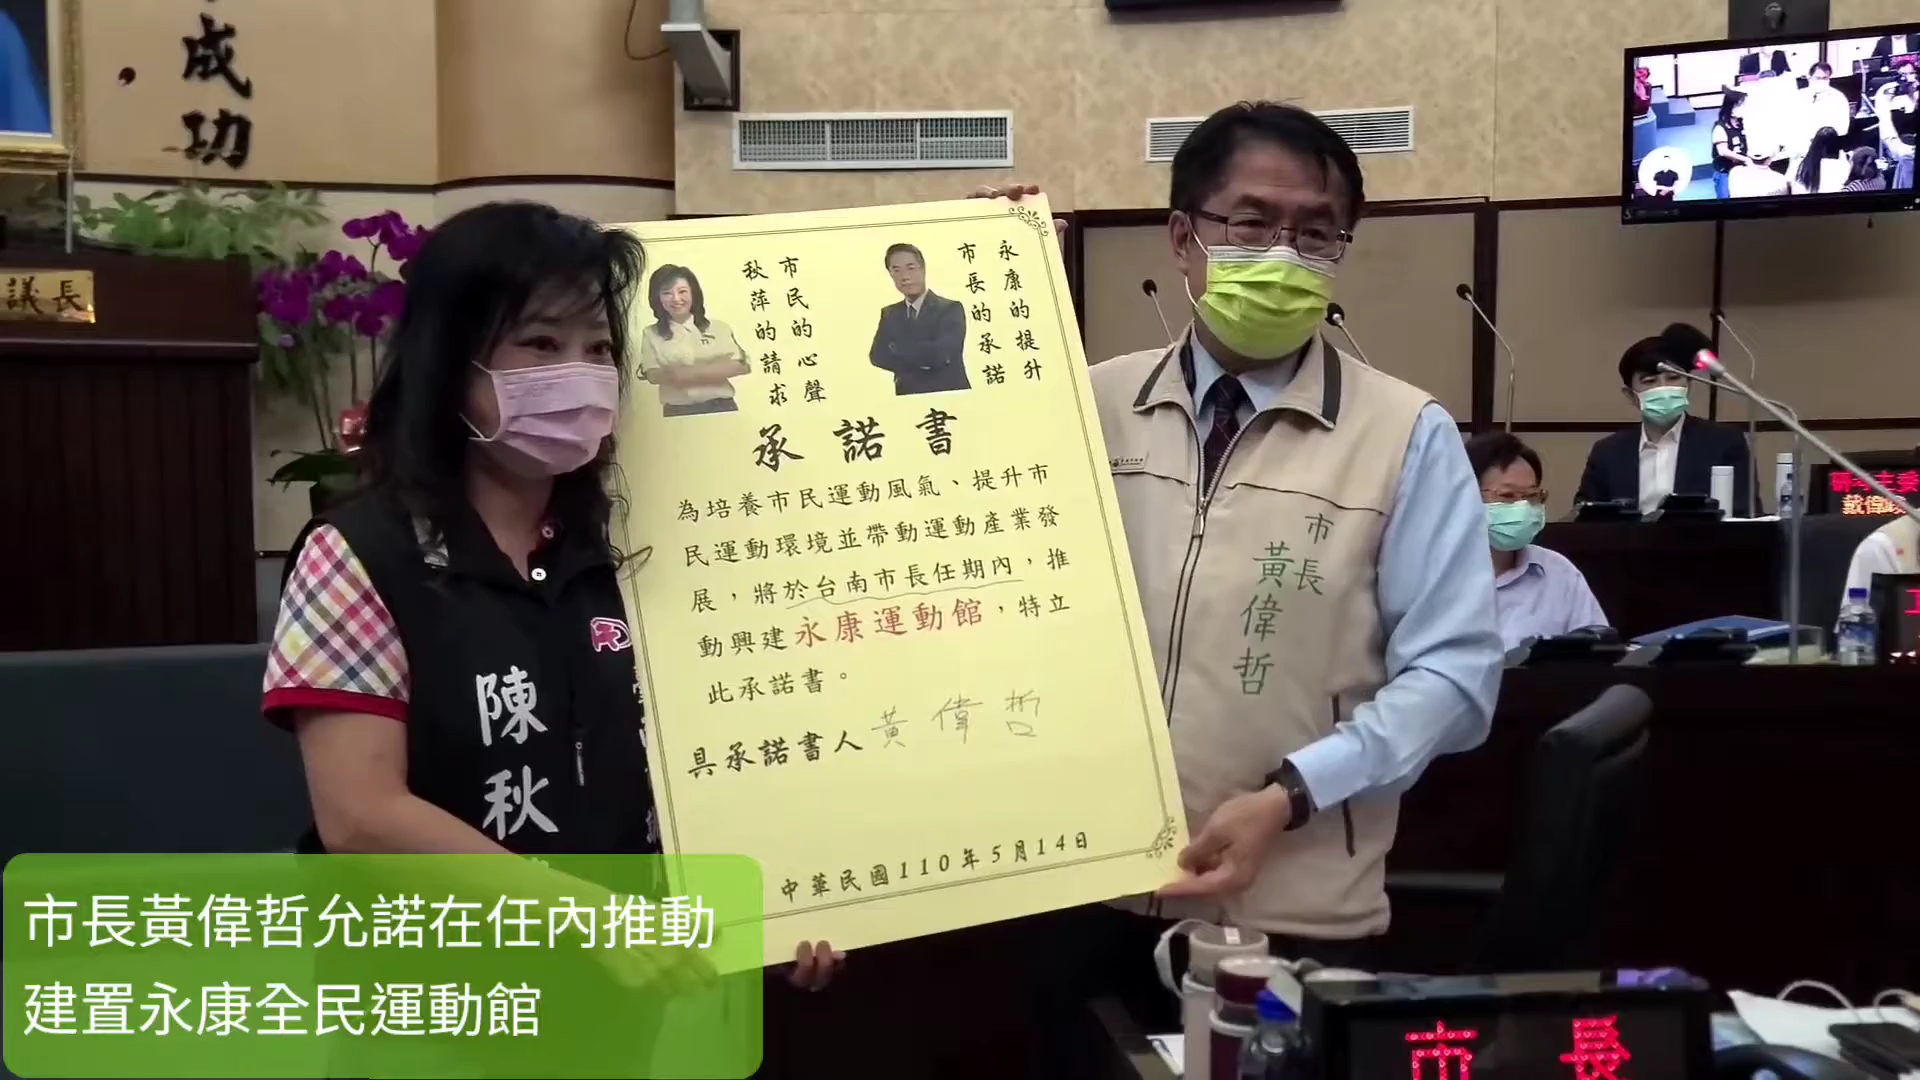 成功
議長
市民的心聲
秋萍的請求
永康的提升
市長的承諾
承諾書
為培養市民運動風氣、提升市
民運動環境並帶動運動產業發
展，將於台南市長任期內，推
動興建永康運動館，特立
此承諾書。
具承諾書人 黃偉哲
中華民國110年5月14日
陳秋
市長
黃偉哲
研考主委
市長
市長黃偉哲允諾在任內推動
建置永康全民運動館